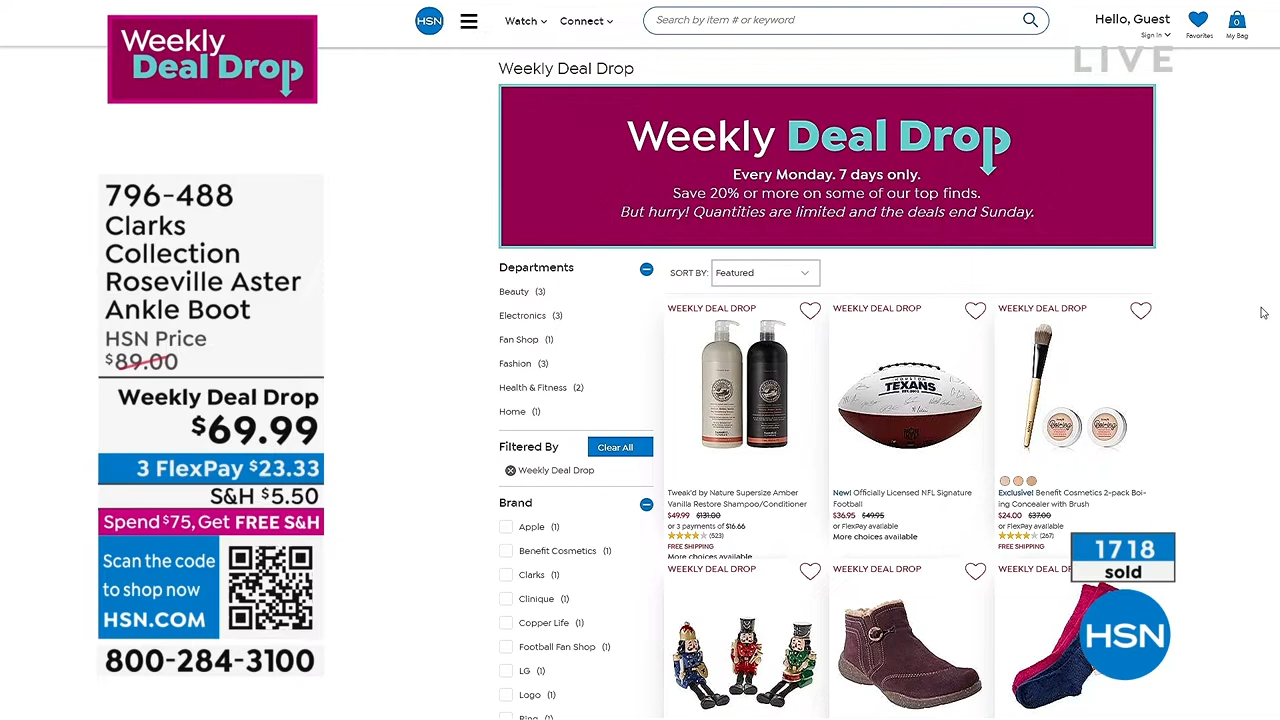 Weekly
Deal Drop
796-488
Clarks
Collection
Roseville Aster
Ankle Boot
HSN Price
$89.00
Weekly Deal Drop
$69.99
3 FlexPay $23.33
S&H $5.50
Spend $75, Get FREE S&H
Scan the code
to shop now
HSN.COM
800-284-3100
HSN
Watch
Connect
Search by item # or keyword
Hello, Guest
Sign In
Favorites
0
My Bag
LIVE
Weekly Deal Drop
Weekly Deal Drop
Every Monday. 7 days only.
Save 20% or more on some of our top finds.
But hurry! Quantities are limited and the deals end Sunday.
Departments
Beauty (3)
Electronics (3)
Fan Shop (1)
Fashion (3)
Health & Fitness (2)
Home (1)
Filtered By
Clear All
Weekly Deal Drop
Brand
Apple (1)
Benefit Cosmetics (1)
Clarks (1)
Clinique (1)
Copper Life (1)
Football Fan Shop (1)
LG (1)
Logo (1)
Ring (1)
SORT BY: Featured
WEEKLY DEAL DROP
Tweak'd by Nature Supersize Amber
Vanilla Restore Shampoo/Conditioner
$49.99 $131.00
or 3 payments of $16.66
(523)
FREE SHIPPING
More choices available
WEEKLY DEAL DROP
HOUSTON
TEXANS
New! Officially Licensed NFL Signature
Football
$36.95 $49.95
or FlexPay available
More choices available
WEEKLY DEAL DROP
Exclusive! Benefit Cosmetics 2-pack Boi-
ing Concealer with Brush
$24.00 $37.00
or FlexPay available
(267)
FREE SHIPPING
WEEKLY DEAL DROP
WEEKLY DEAL DROP
WEEKLY DEAL
1718
sold
HSN